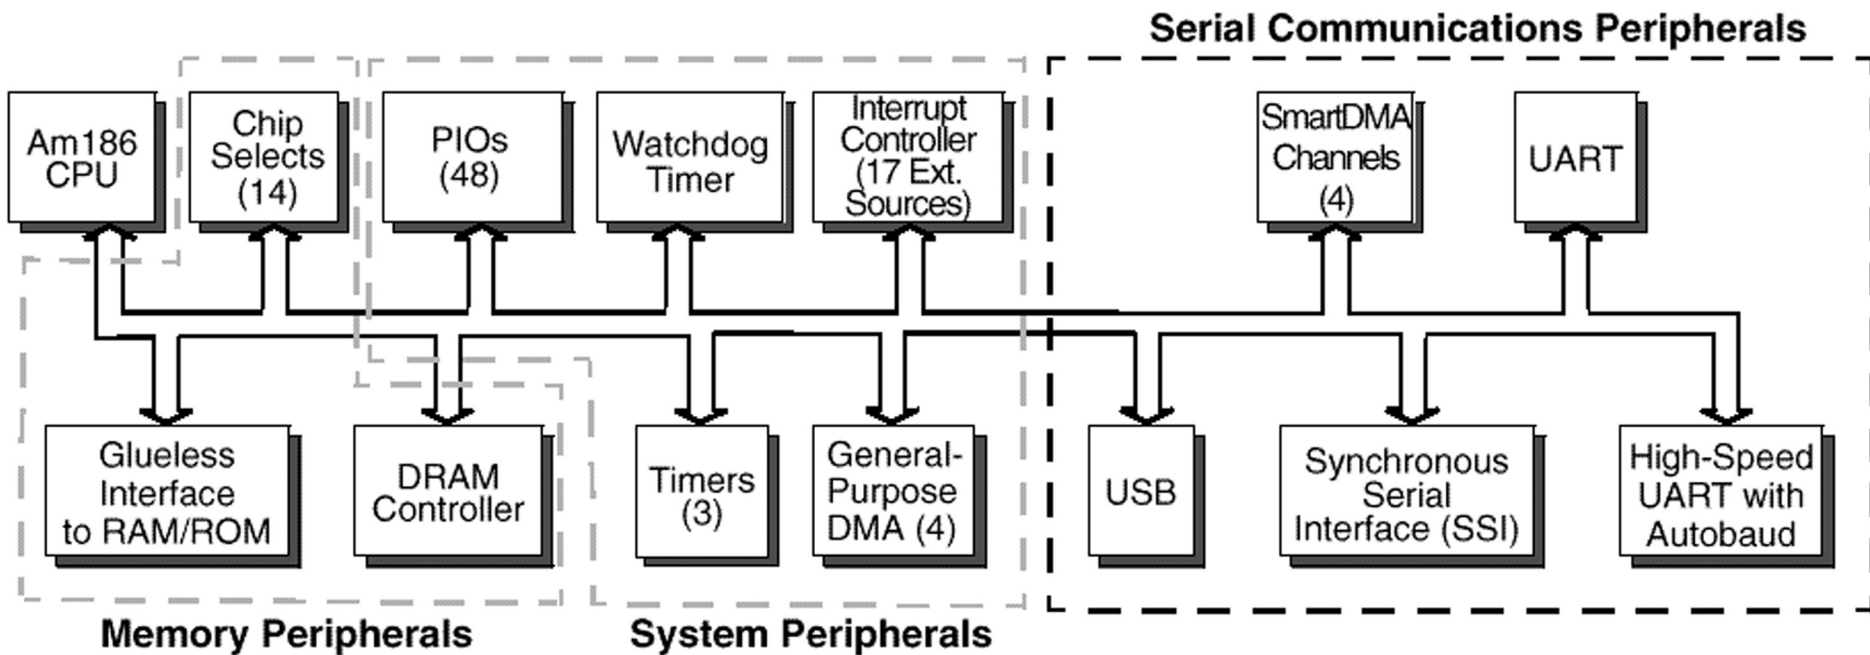 Serial Communications Peripherals
Am186
CPU
Chip
Selects
(14)
PIOs
(48)
Watchdog
Timer
Interrupt
Controller
(17 Ext.
Sources)
SmartDMA
Channels
(4)
UART
Glueless
Interface
to RAM/ROM
DRAM
Controller
Timers
(3)
General-
Purpose
DMA (4)
USB
Synchronous
Serial
Interface (SSI)
High-Speed
UART with
Autobaud
Memory Peripherals
System Peripherals